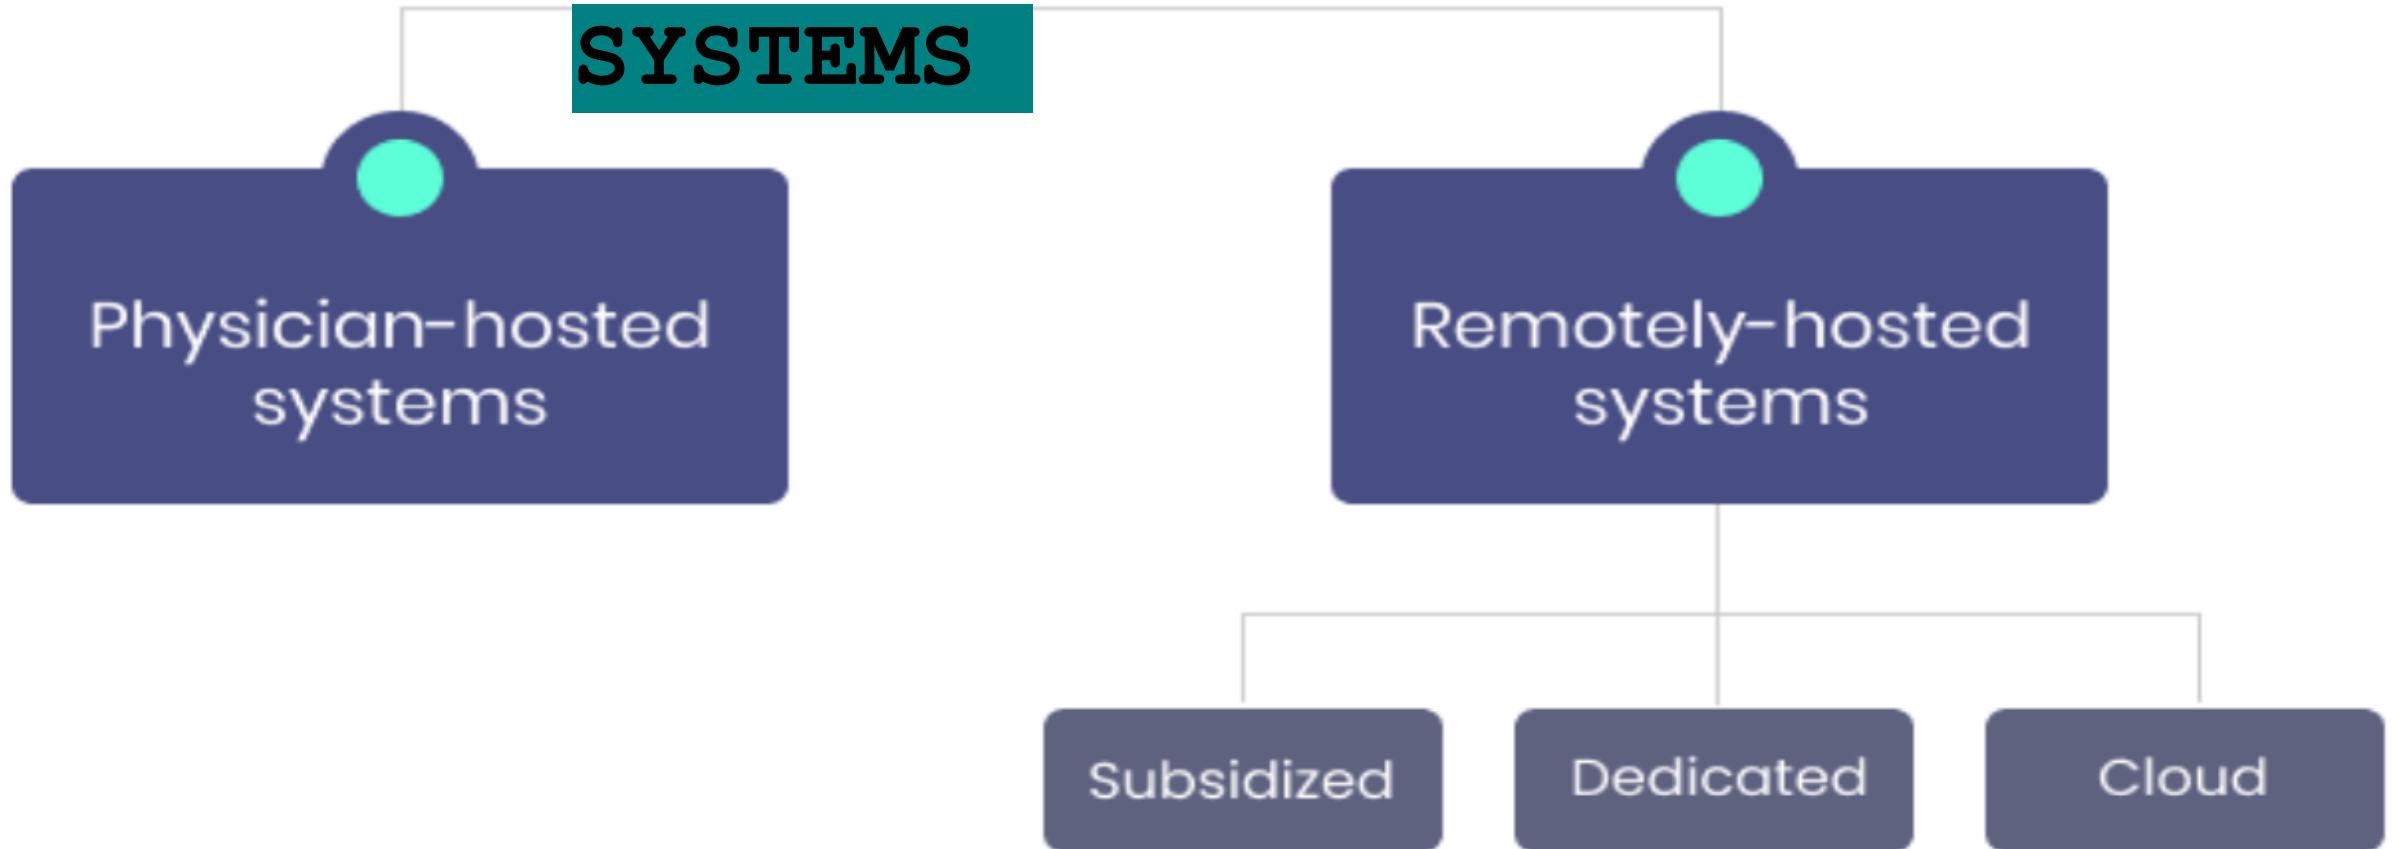 SYSTEMS
Physician-hosted
systems
Remotely-hosted
systems
Subsidized
Dedicated
Cloud